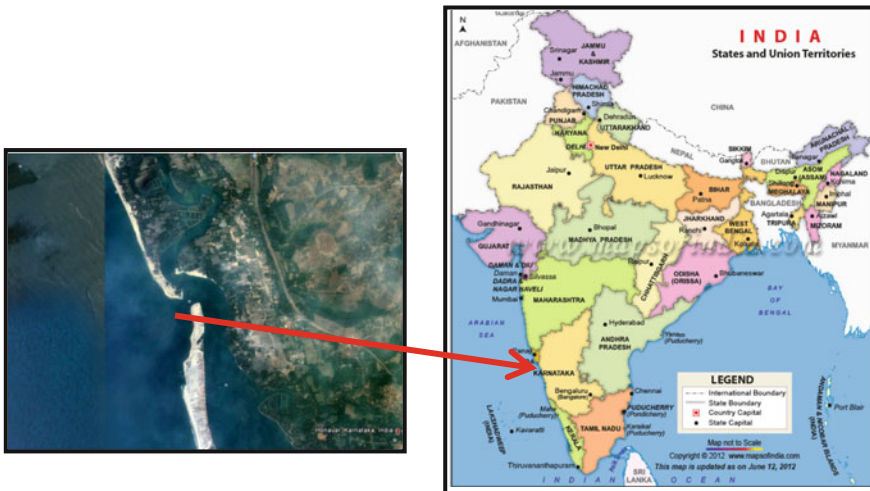 Honavar, Karnataka, India
N
INDIA
States and Union Territories
AFGHANISTAN
JAMMU
&
KASHMIR
Srinagar
Jammu
HIMACHAL
PRADESH
Shimla
PAKISTAN
Chandigarh
PUNJAB
Dehradun
UTTARAKHAND
HARYANA
DELHI
New Delhi
CHINA
RAJASTHAN
Jaipur
UTTAR PRADESH
Lucknow
NEPAL
SIKKIM
Gangtok
BHUTAN
ARUNACHAL
PRADESH
Itanagar
Dispur
ASOM
(ASSAM)
NAGALAND
Kohima
Shillong
MEGHALAYA
Imphal
MANIPUR
BIHAR
Patna
BANGLADESH
Agartala
TRIPURA
Aizawl
MIZORAM
MYANMAR
Gandhinagar
GUJARAT
Bhopal
MADHYA PRADESH
JHARKHAND
Ranchi
WEST
BENGAL
Kolkata
DAMAN & DIU
Daman
Silvassa
DADRA &
NAGAR HAVELI
Mumbai
MAHARASHTRA
Raipur
CHHATTISGARH
ODISHA
(ORISSA)
Bhubaneswar
ARABIAN
SEA
BAY
OF
BENGAL
Hyderabad
ANDHRA
PRADESH
Yanam
(Puducherry)
Panaji
KARNATAKA
Bengaluru
(Bangalore)
Chennai
Mahe
(Puducherry)
PUDUCHERRY
(Pondicherry)
Karaikal
(Puducherry)
TAMIL NADU
KERALA
LAKSHADWEEP
(INDIA)
Kavaratti
Thiruvananthapuram
SRI
LANKA
INDIAN OCEAN
ANDAMAN & NICOBAR ISLANDS
(INDIA)
Port Blair
LEGEND
International Boundary
State Boundary
Country Capital
State Capital
Map not to Scale
Copyright © 2012 www.mapsofindia.com
This map is updated as on June 12, 2012